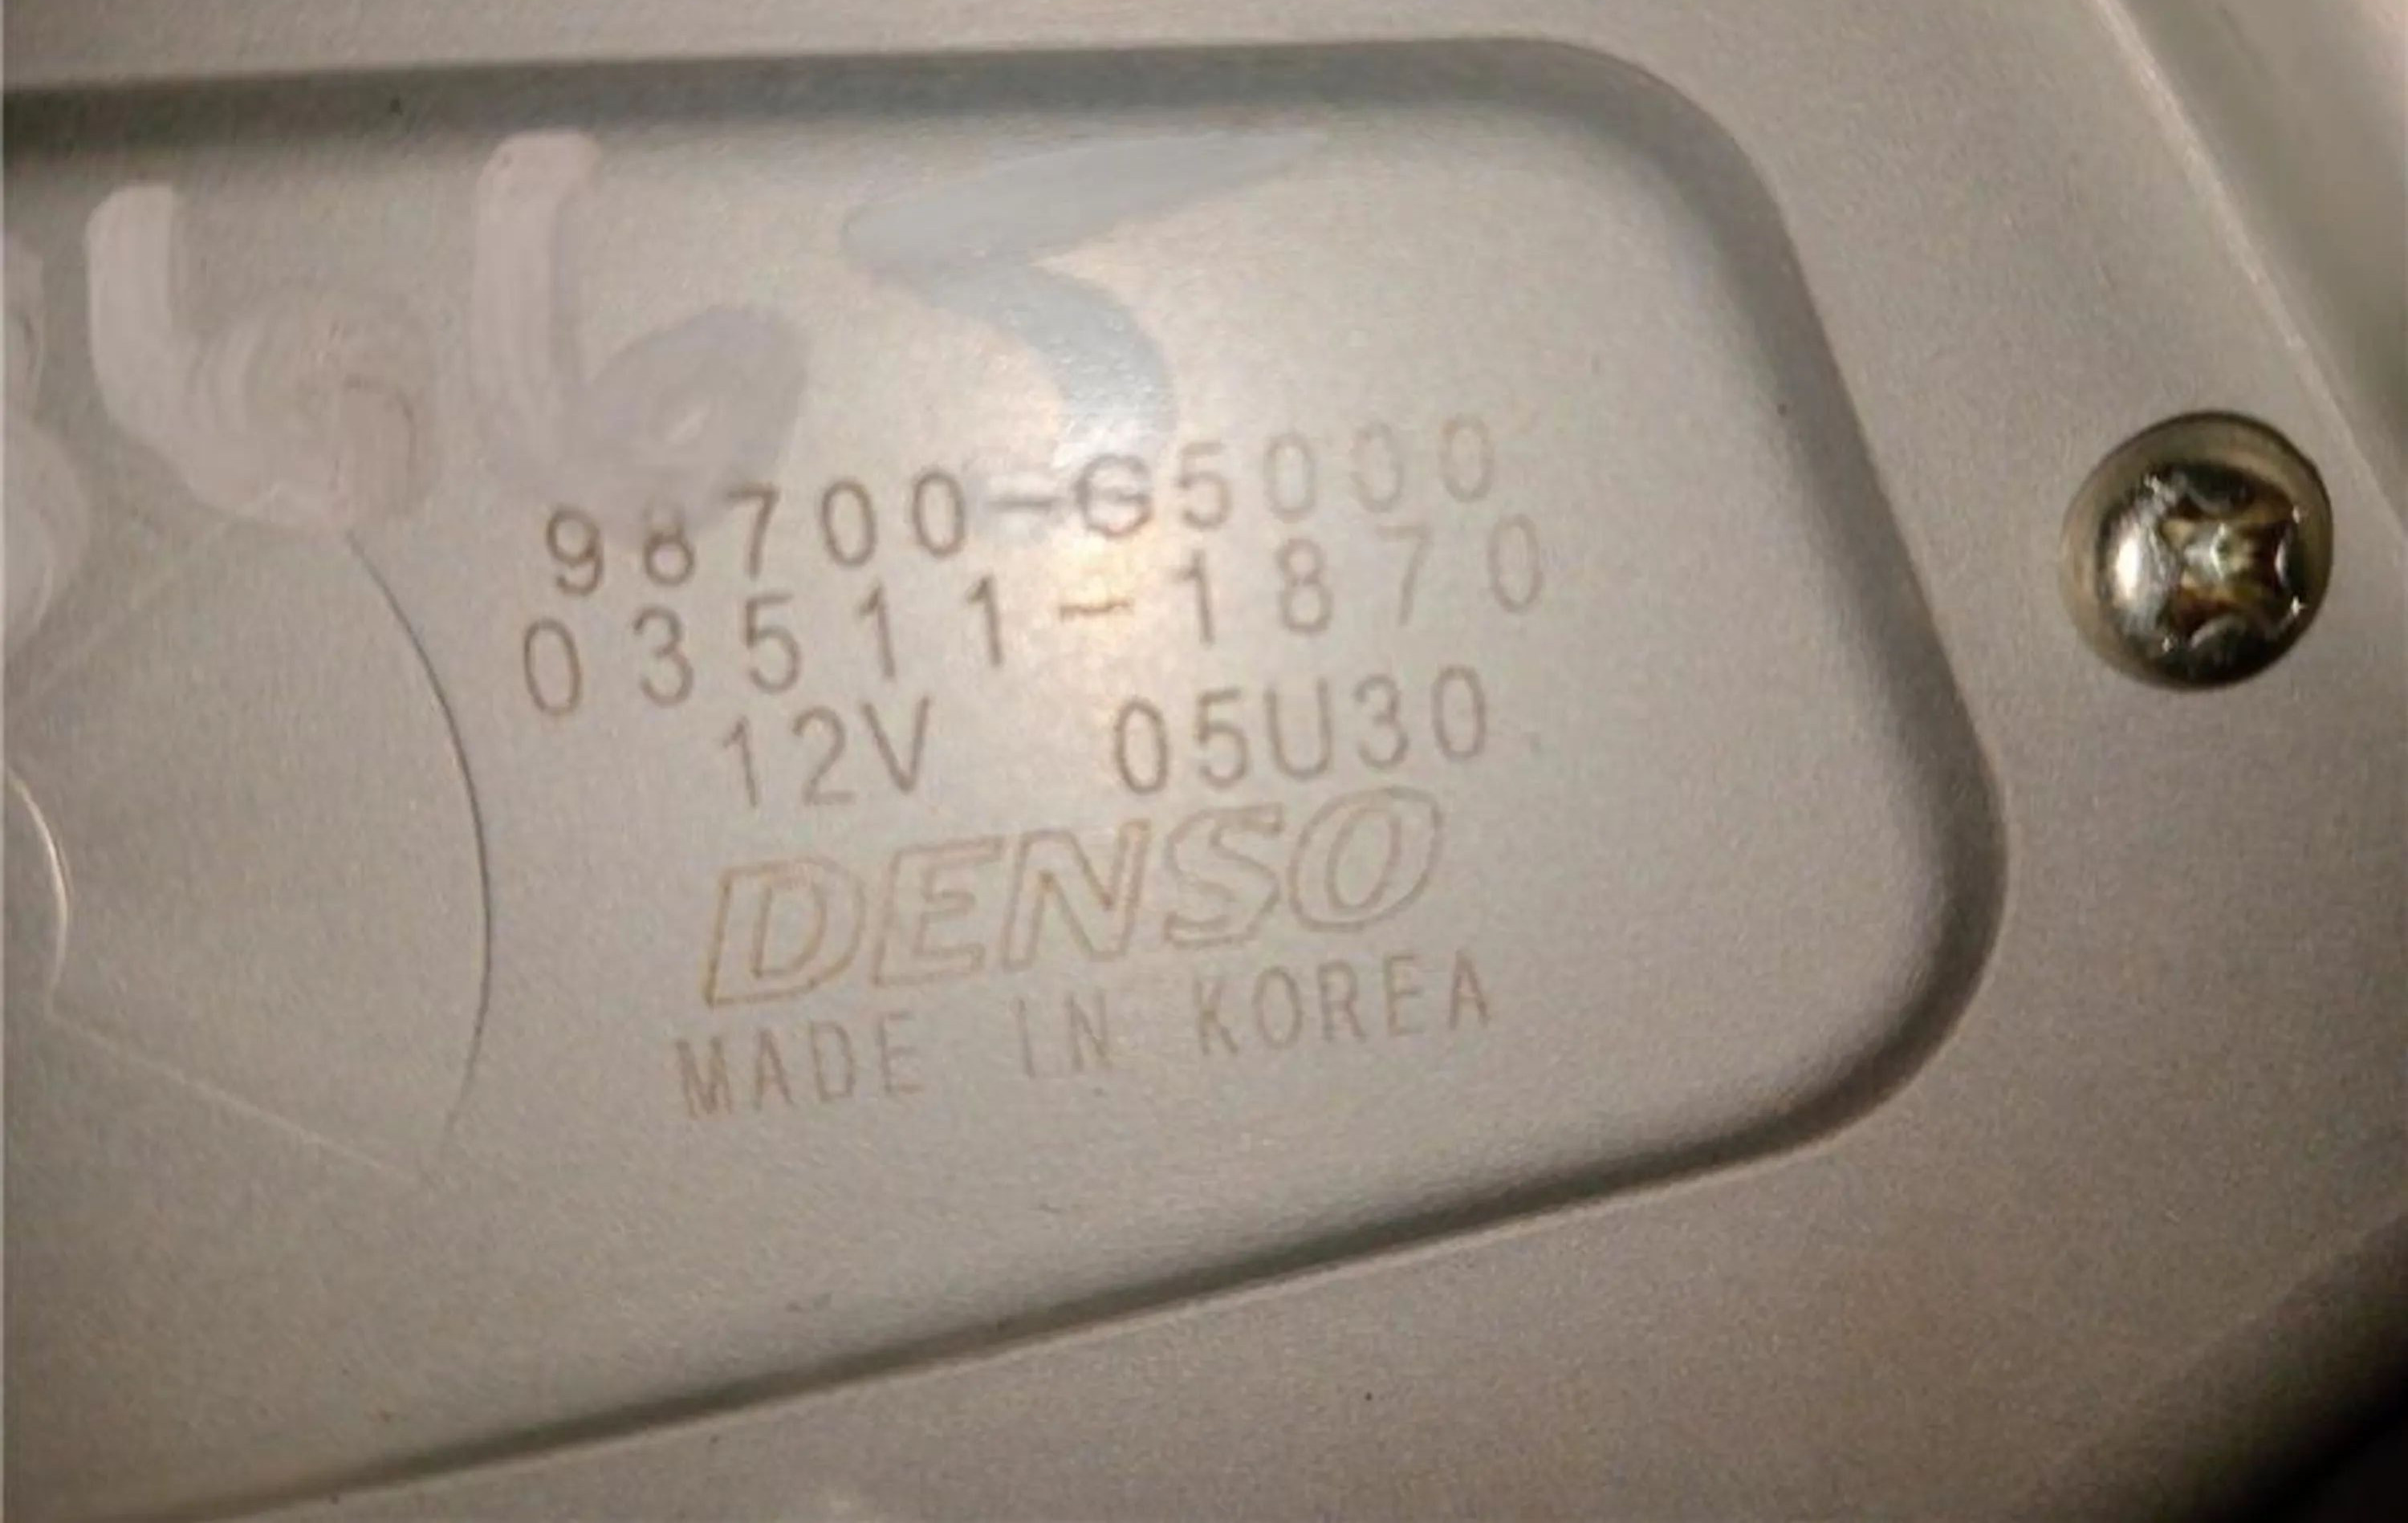 98700-G5000
03511-1870
12V 05U30
DENSO
MADE IN KOREA